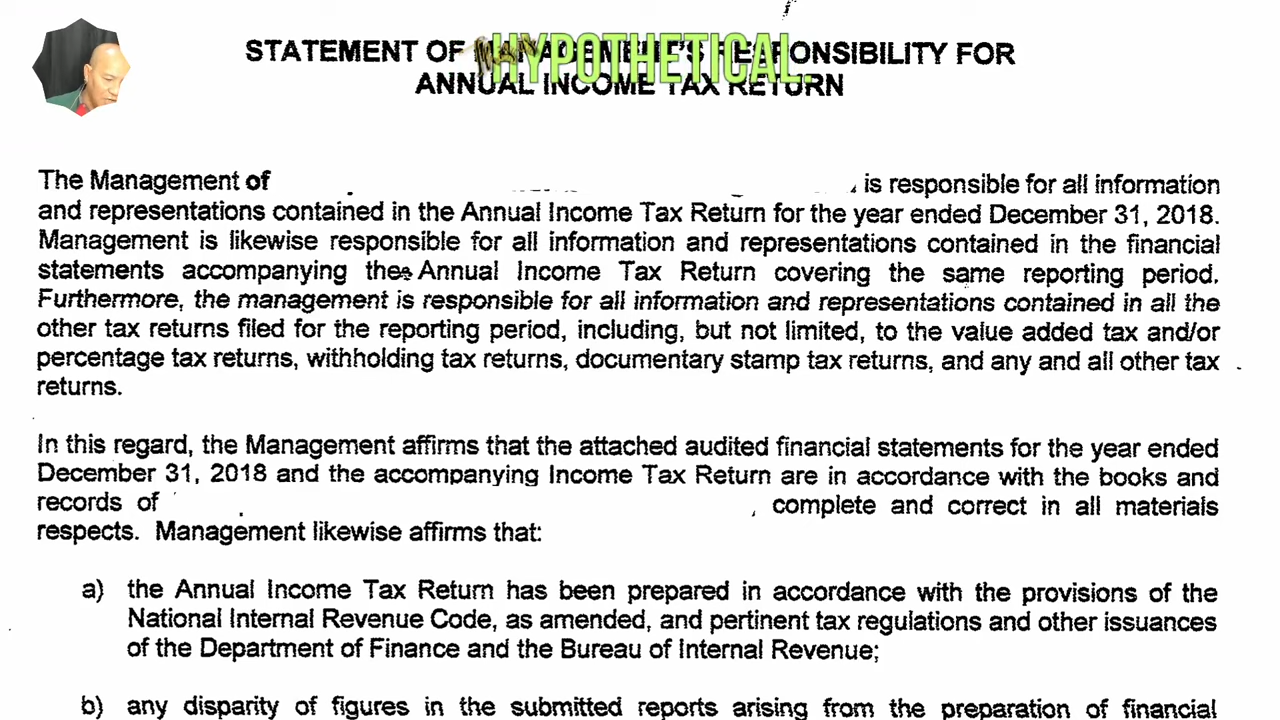 STATEMENT OF MANAGEMENT'S RESPONSIBILITY FOR
HYPOTHETICAL.
ANNUAL INCOME TAX RETURN
The Management of , is responsible for all information
and representations contained in the Annual Income Tax Return for the year ended December 31, 2018.
Management is likewise responsible for all information and representations contained in the financial
statements accompanying the Annual Income Tax Return covering the same reporting period.
Furthermore, the management is responsible for all information and representations contained in all the
other tax returns filed for the reporting period, including, but not limited, to the value added tax and/or
percentage tax returns, withholding tax returns, documentary stamp tax returns, and any and all other tax
returns.
In this regard, the Management affirms that the attached audited financial statements for the year ended
December 31, 2018 and the accompanying Income Tax Return are in accordance with the books and
records of , complete and correct in all materials
respects. Management likewise affirms that:
a) the Annual Income Tax Return has been prepared in accordance with the provisions of the
National Internal Revenue Code, as amended, and pertinent tax regulations and other issuances
of the Department of Finance and the Bureau of Internal Revenue;
b) any disparity of figures in the submitted reports arising from the preparation of financial